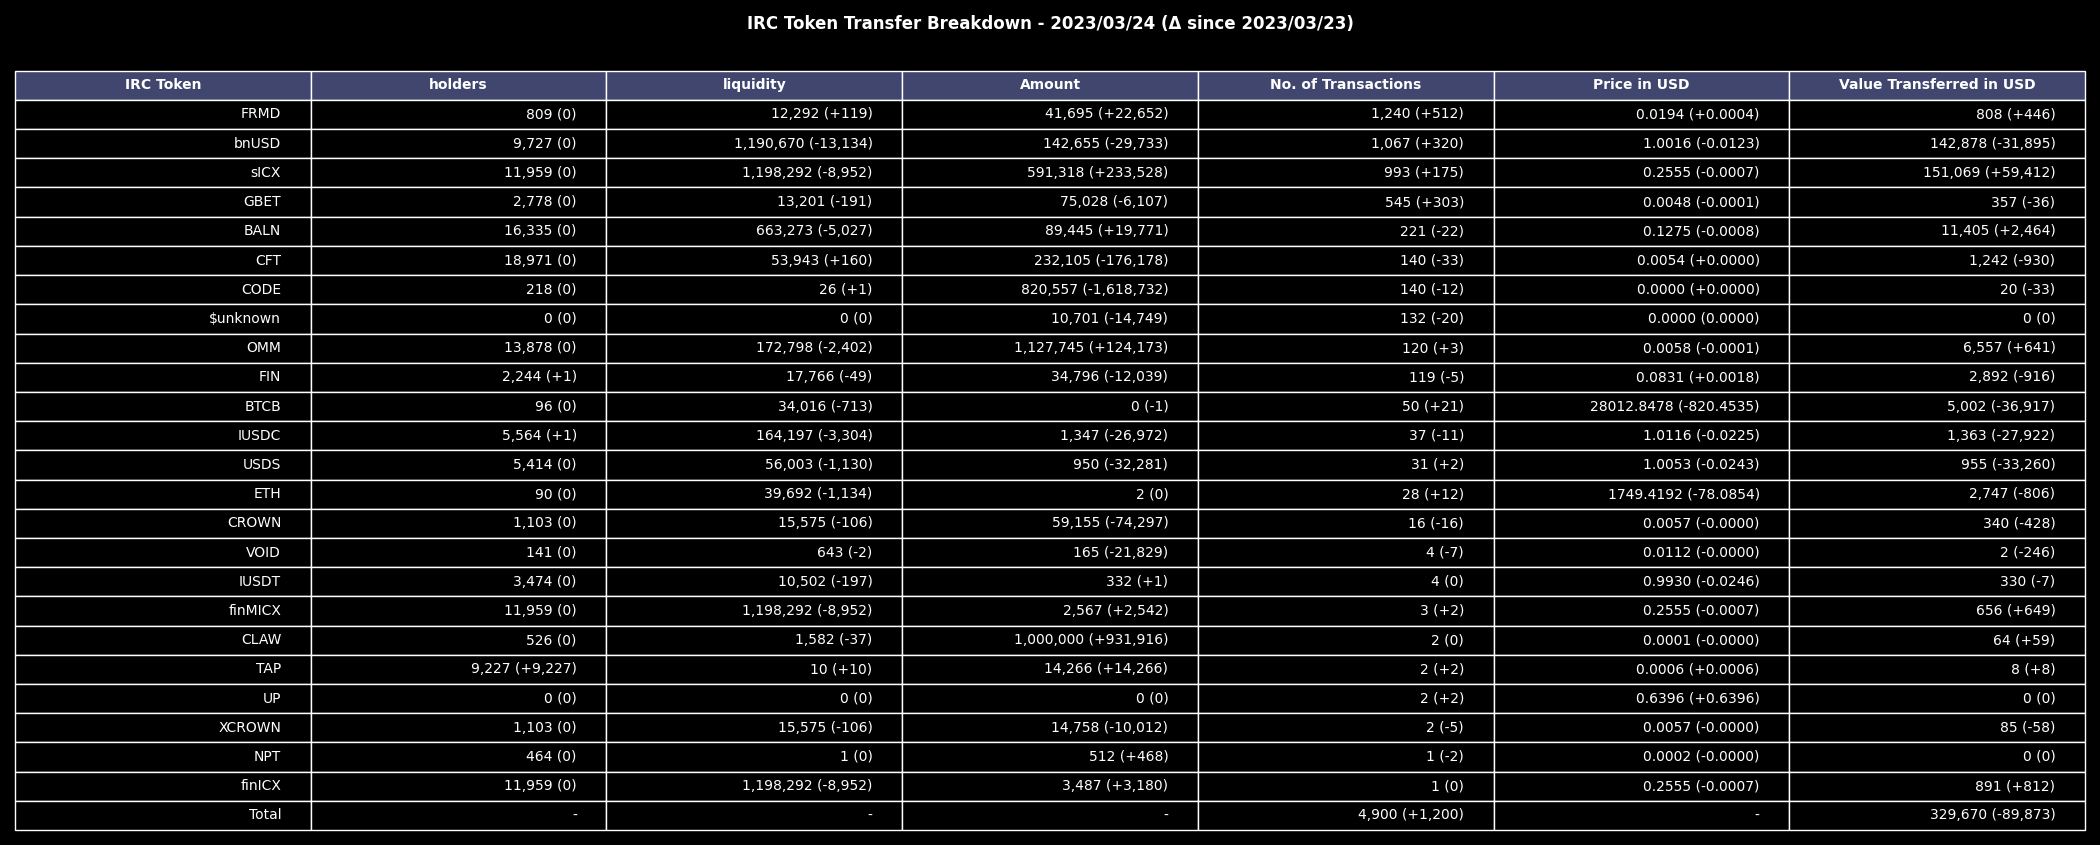 IRC Token Transfer Breakdown - 2023/03/24 (Δ since 2023/03/23)
IRC Token holders liquidity Amount No. of Transactions Price in USD Value Transferred in USD
FRMD 809 (0) 12,292 (+119) 41,695 (+22,652) 1,240 (+512) 0.0194 (+0.0004) 808 (+446)
bnUSD 9,727 (0) 1,190,670 (-13,134) 142,655 (-29,733) 1,067 (+320) 1.0016 (-0.0123) 142,878 (-31,895)
sICX 11,959 (0) 1,198,292 (-8,952) 591,318 (+233,528) 993 (+175) 0.2555 (-0.0007) 151,069 (+59,412)
GBET 2,778 (0) 13,201 (-191) 75,028 (-6,107) 545 (+303) 0.0048 (-0.0001) 357 (-36)
BALN 16,335 (0) 663,273 (-5,027) 89,445 (+19,771) 221 (-22) 0.1275 (-0.0008) 11,405 (+2,464)
CFT 18,971 (0) 53,943 (+160) 232,105 (-176,178) 140 (-33) 0.0054 (+0.0000) 1,242 (-930)
CODE 218 (0) 26 (+1) 820,557 (-1,618,732) 140 (-12) 0.0000 (+0.0000) 20 (-33)
$unknown 0 (0) 0 (0) 10,701 (-14,749) 132 (-20) 0.0000 (0.0000) 0 (0)
OMM 13,878 (0) 172,798 (-2,402) 1,127,745 (+124,173) 120 (+3) 0.0058 (-0.0001) 6,557 (+641)
FIN 2,244 (+1) 17,766 (-49) 34,796 (-12,039) 119 (-5) 0.0831 (+0.0018) 2,892 (-916)
BTCB 96 (0) 34,016 (-713) 0 (-1) 50 (+21) 28012.8478 (-820.4535) 5,002 (-36,917)
IUSDC 5,564 (+1) 164,197 (-3,304) 1,347 (-26,972) 37 (-11) 1.0116 (-0.0225) 1,363 (-27,922)
USDS 5,414 (0) 56,003 (-1,130) 950 (-32,281) 31 (+2) 1.0053 (-0.0243) 955 (-33,260)
ETH 90 (0) 39,692 (-1,134) 2 (0) 28 (+12) 1749.4192 (-78.0854) 2,747 (-806)
CROWN 1,103 (0) 15,575 (-106) 59,155 (-74,297) 16 (-16) 0.0057 (-0.0000) 340 (-428)
VOID 141 (0) 643 (-2) 165 (-21,829) 4 (-7) 0.0112 (-0.0000) 2 (-246)
IUSDT 3,474 (0) 10,502 (-197) 332 (+1) 4 (0) 0.9930 (-0.0246) 330 (-7)
finMICX 11,959 (0) 1,198,292 (-8,952) 2,567 (+2,542) 3 (+2) 0.2555 (-0.0007) 656 (+649)
CLAW 526 (0) 1,582 (-37) 1,000,000 (+931,916) 2 (0) 0.0001 (-0.0000) 64 (+59)
TAP 9,227 (+9,227) 10 (+10) 14,266 (+14,266) 2 (+2) 0.0006 (+0.0006) 8 (+8)
UP 0 (0) 0 (0) 0 (0) 2 (+2) 0.6396 (+0.6396) 0 (0)
XCROWN 1,103 (0) 15,575 (-106) 14,758 (-10,012) 2 (-5) 0.0057 (-0.0000) 85 (-58)
NPT 464 (0) 1 (0) 512 (+468) 1 (-2) 0.0002 (-0.0000) 0 (0)
finICX 11,959 (0) 1,198,292 (-8,952) 3,487 (+3,180) 1 (0) 0.2555 (-0.0007) 891 (+812)
Total - - - 4,900 (+1,200) - 329,670 (-89,873)